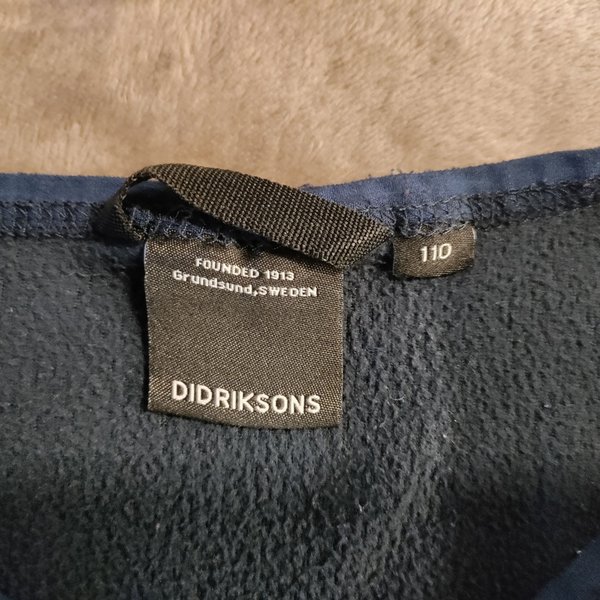 FOUNDED 1913
Grundsund,SWEDEN
DIDRIKSONS
110